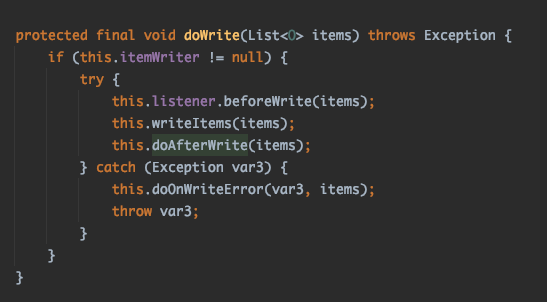 protected final void doWrite(List<O> items) throws Exception {
    if (this.itemWriter != null) {
        try {
            this.listener.beforeWrite(items);
            this.writeItems(items);
            this.doAfterWrite(items);
        } catch (Exception var3) {
            this.doOnWriteError(var3, items);
            throw var3;
        }
    }
}